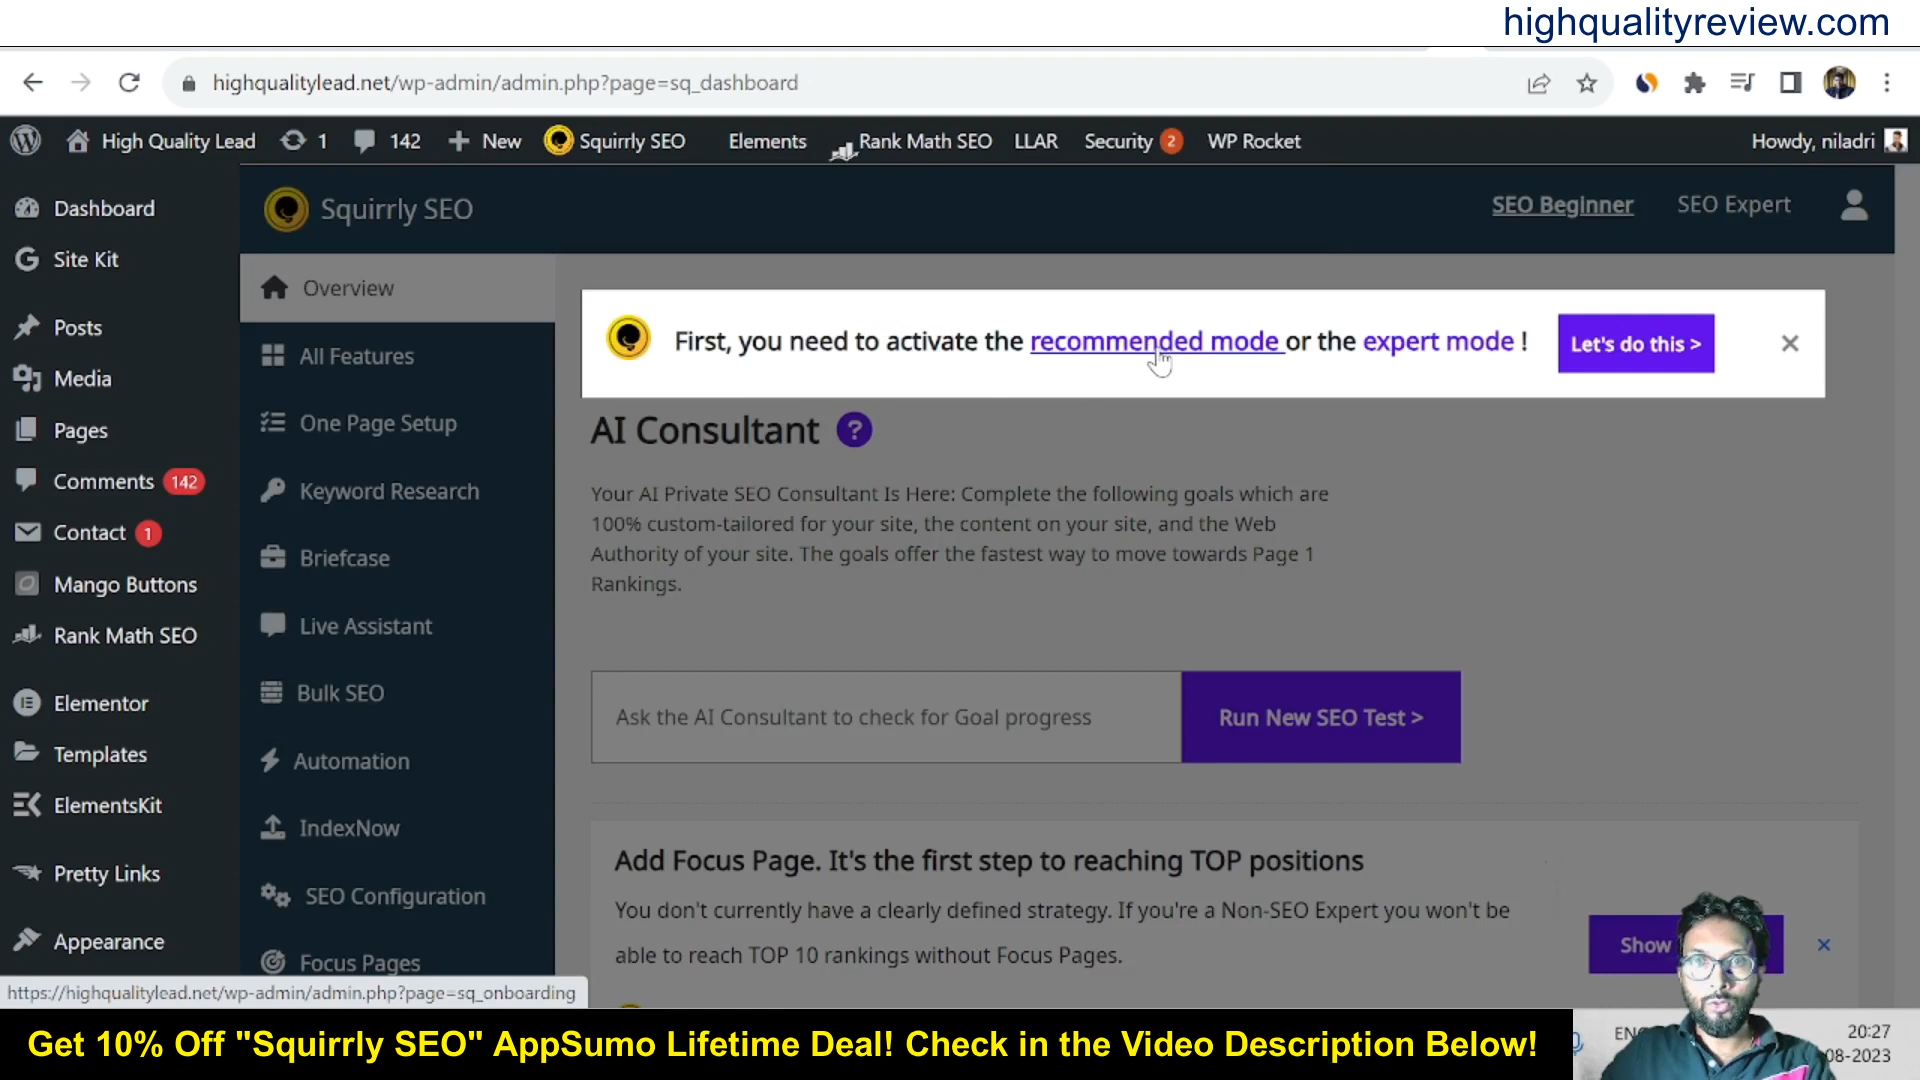 highqualityreview.com
highqualitylead.net/wp-admin/admin.php?page=sq_dashboard
High Quality Lead 1 142 New Squirrly SEO Elements Rank Math SEO LLAR Security 2 WP Rocket Howdy, niladri
Dashboard
Site Kit
Posts
Media
Pages
Comments 142
Contact 1
Mango Buttons
Rank Math SEO
Elementor
Templates
ElementsKit
Pretty Links
Appearance
Squirrly SEO
SEO Beginner SEO Expert
Overview
All Features
One Page Setup
Keyword Research
Briefcase
Live Assistant
Bulk SEO
Automation
IndexNow
SEO Configuration
Focus Pages
First, you need to activate the recommended mode or the expert mode ! Let's do this >
AI Consultant ?
Your AI Private SEO Consultant Is Here: Complete the following goals which are
100% custom-tailored for your site, the content on your site, and the Web
Authority of your site. The goals offer the fastest way to move towards Page 1
Rankings.
Ask the AI Consultant to check for Goal progress Run New SEO Test >
Add Focus Page. It's the first step to reaching TOP positions
You don't currently have a clearly defined strategy. If you're a Non-SEO Expert you won't be
able to reach TOP 10 rankings without Focus Pages.
Show
https://highqualitylead.net/wp-admin/admin.php?page=sq_onboarding
Get 10% Off "Squirrly SEO" AppSumo Lifetime Deal! Check in the Video Description Below!
20:27
08-2023